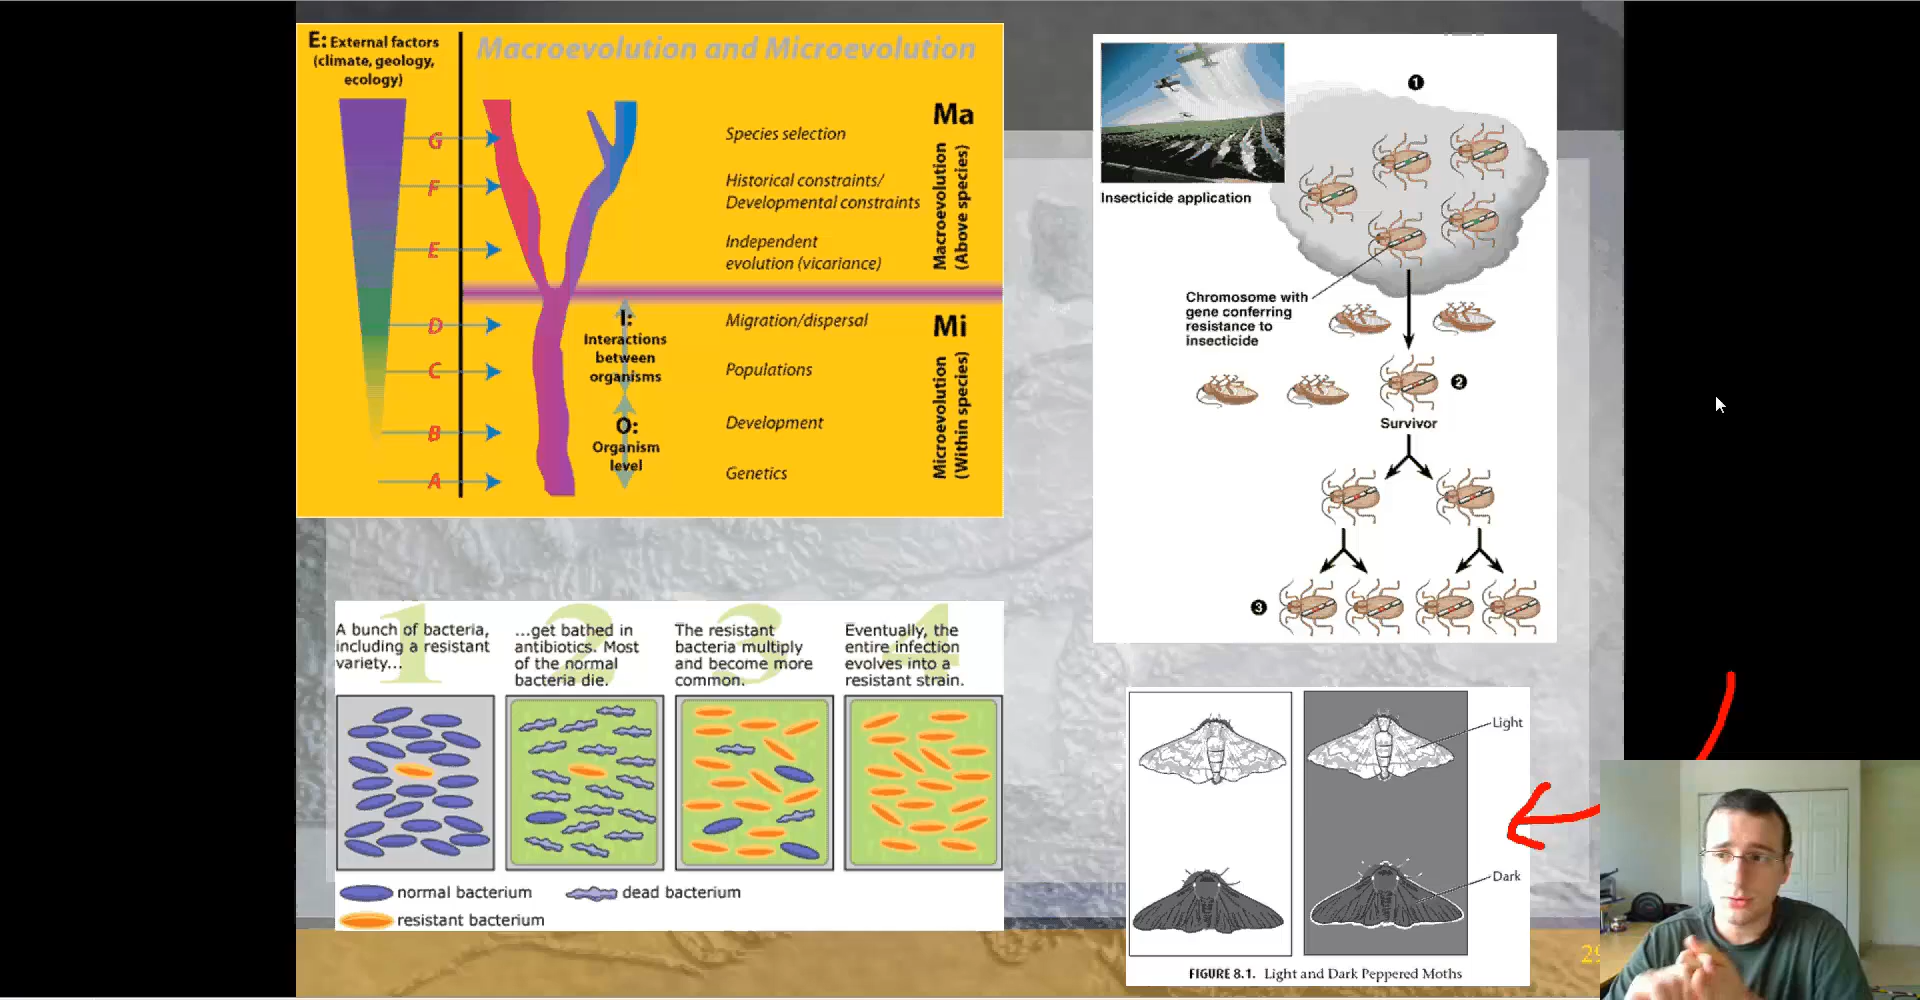 E: External factors
(climate, geology,
ecology)
Macroevolution and Microevolution
G
F
E
D
C
B
A
Species selection
Historical constraints/
Developmental constraints
Independent
evolution (vicariance)
Migration/dispersal
Populations
Development
Genetics
I:
Interactions
between
organisms
O:
Organism
level
Ma
Macroevolution
(Above species)
Mi
Microevolution
(Within species)
Insecticide application
1
Chromosome with
gene conferring
resistance to
insecticide
2
Survivor
3
1
A bunch of bacteria,
including a resistant
variety...
2
...get bathed in
antibiotics. Most
of the normal
bacteria die.
3
The resistant
bacteria multiply
and become more
common.
4
Eventually, the
entire infection
evolves into a
resistant strain.
normal bacterium
dead bacterium
resistant bacterium
Light
Dark
FIGURE 8.1. Light and Dark Peppered Moths